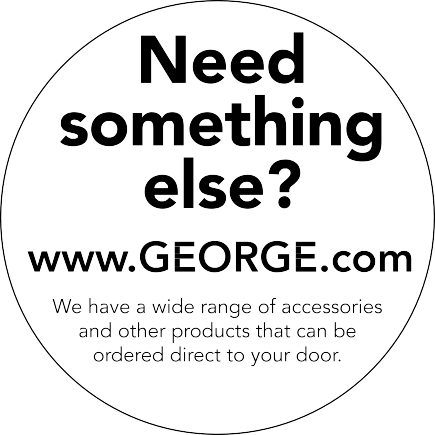 Need
something
else?
www.GEORGE.com
We have a wide range of accessories
and other products that can be
ordered direct to your door.